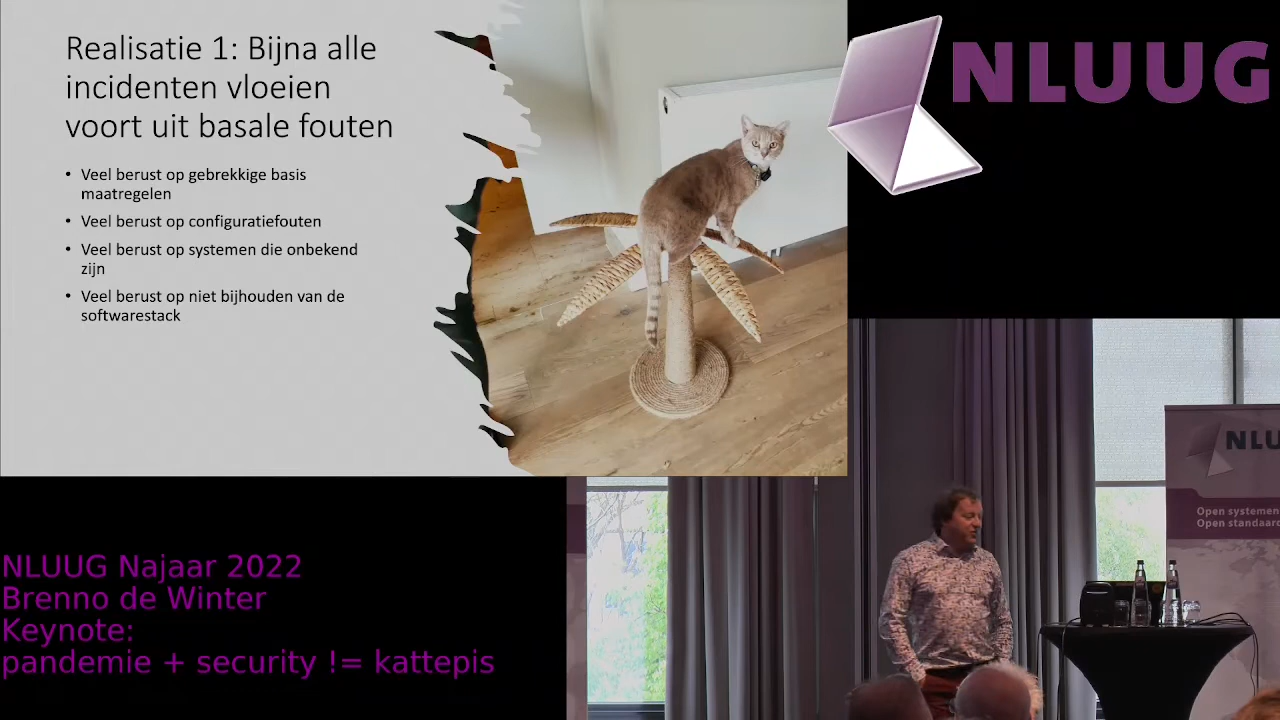 Realisatie 1: Bijna alle
incidenten vloeien
voort uit basale fouten
• Veel berust op gebrekkige basis
maatregelen
• Veel berust op configuratiefouten
• Veel berust op systemen die onbekend
zijn
• Veel berust op niet bijhouden van de
softwarestack
NLUUG
NLU
Open systemen
Open standaard
NLUUG Najaar 2022
Brenno de Winter
Keynote:
pandemie + security != kattepis